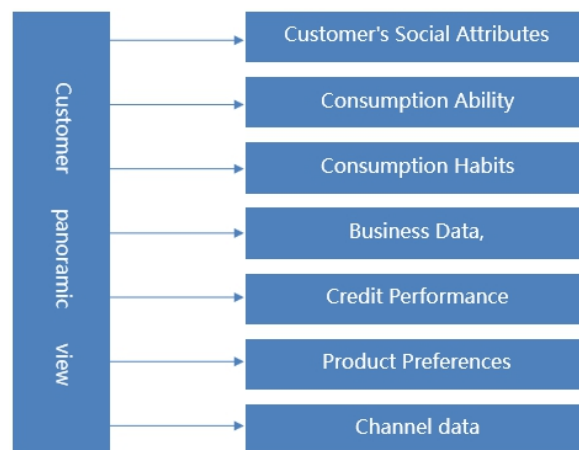 Customer panoramic view
Customer's Social Attributes
Consumption Ability
Consumption Habits
Business Data,
Credit Performance
Product Preferences
Channel data